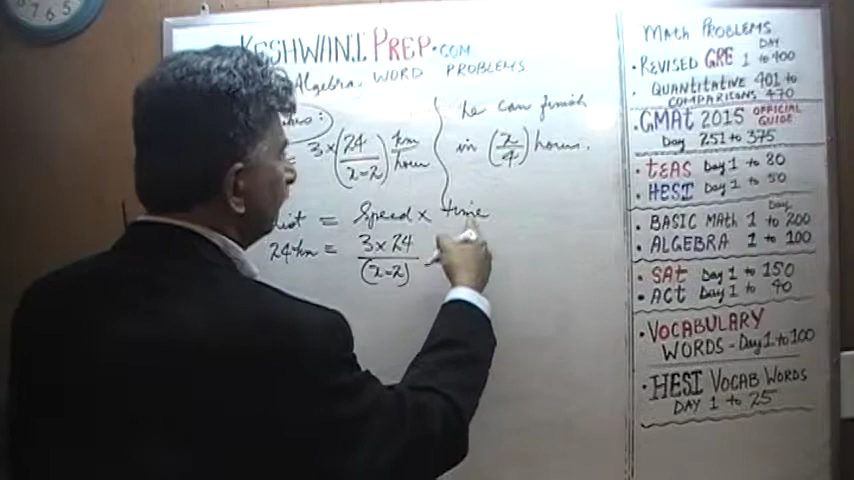 7 6 5
KESHWANI PREP.COM
Algebra WORD PROBLEMS
3 × (24/(x-2)) km/hour
he can finish
in (x/4) hours.
dist = Speed × time
24 km = 3×24/(x-2)
MATH PROBLEMS
• REVISED GRE DAY 1 to 400
• QUANTITATIVE COMPARISONS 401 to 470
• GMAT 2015 OFFICIAL GUIDE
Day 251 to 375
• TEAS Day 1 to 80
• HESI Day 1 to 50
Day
• BASIC MATH 1 to 200
• ALGEBRA 1 to 100
• SAT Day 1 to 150
• ACT Day 1 to 40
• VOCABULARY
WORDS - Day 1 to 100
• HESI VOCAB WORDS
DAY 1 to 25